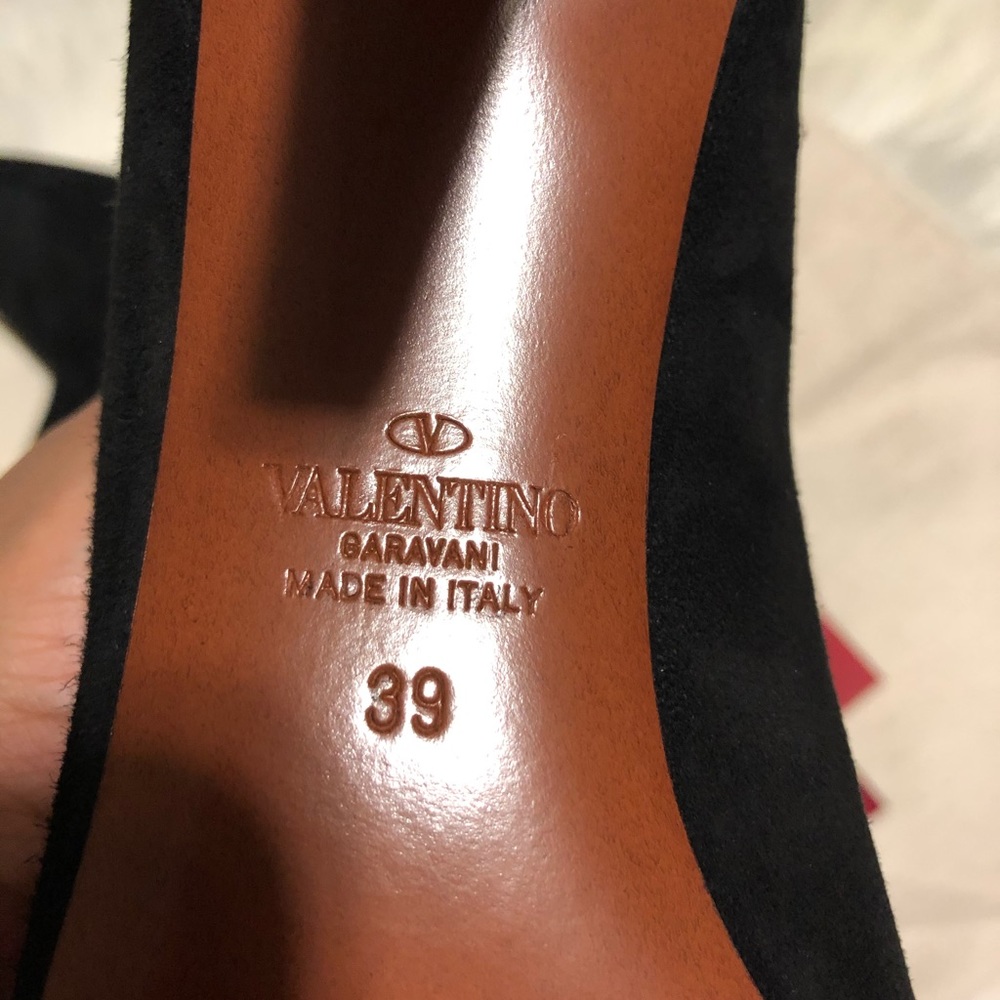 V
VALENTINO
GARAVANI
MADE IN ITALY
39